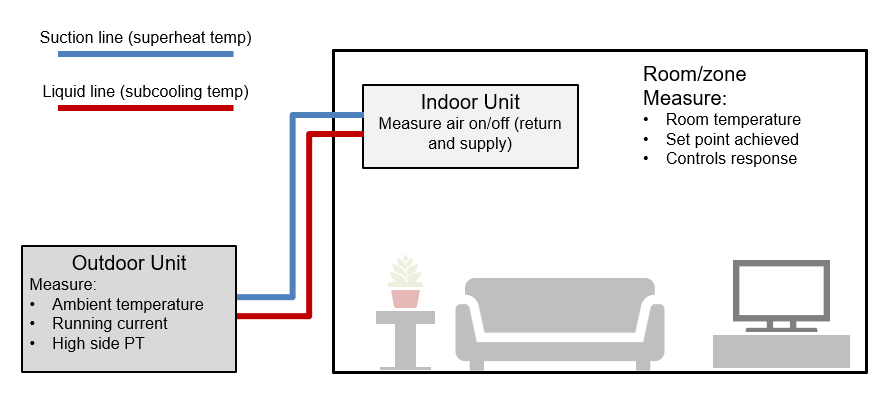 Suction line (superheat temp)
Liquid line (subcooling temp)
Indoor Unit
Measure air on/off (return
and supply)
Room/zone
Measure:
• Room temperature
• Set point achieved
• Controls response
Outdoor Unit
Measure:
• Ambient temperature
• Running current
• High side PT